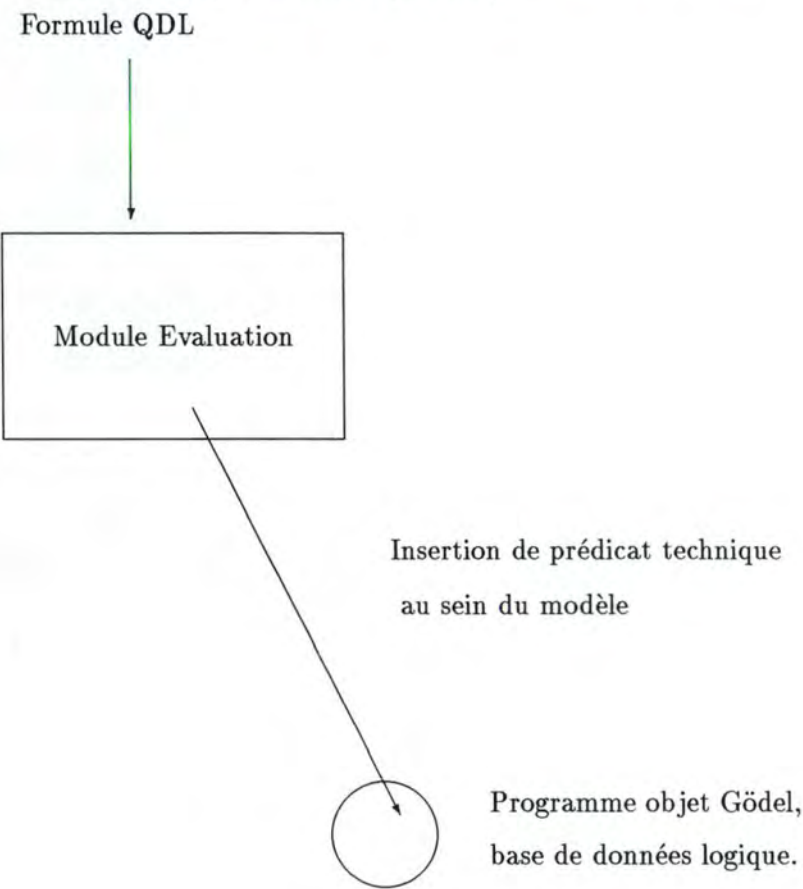 Formule QDL
Module Evaluation
Insertion de prédicat technique
au sein du modèle
Programme objet Gödel,
base de données logique.